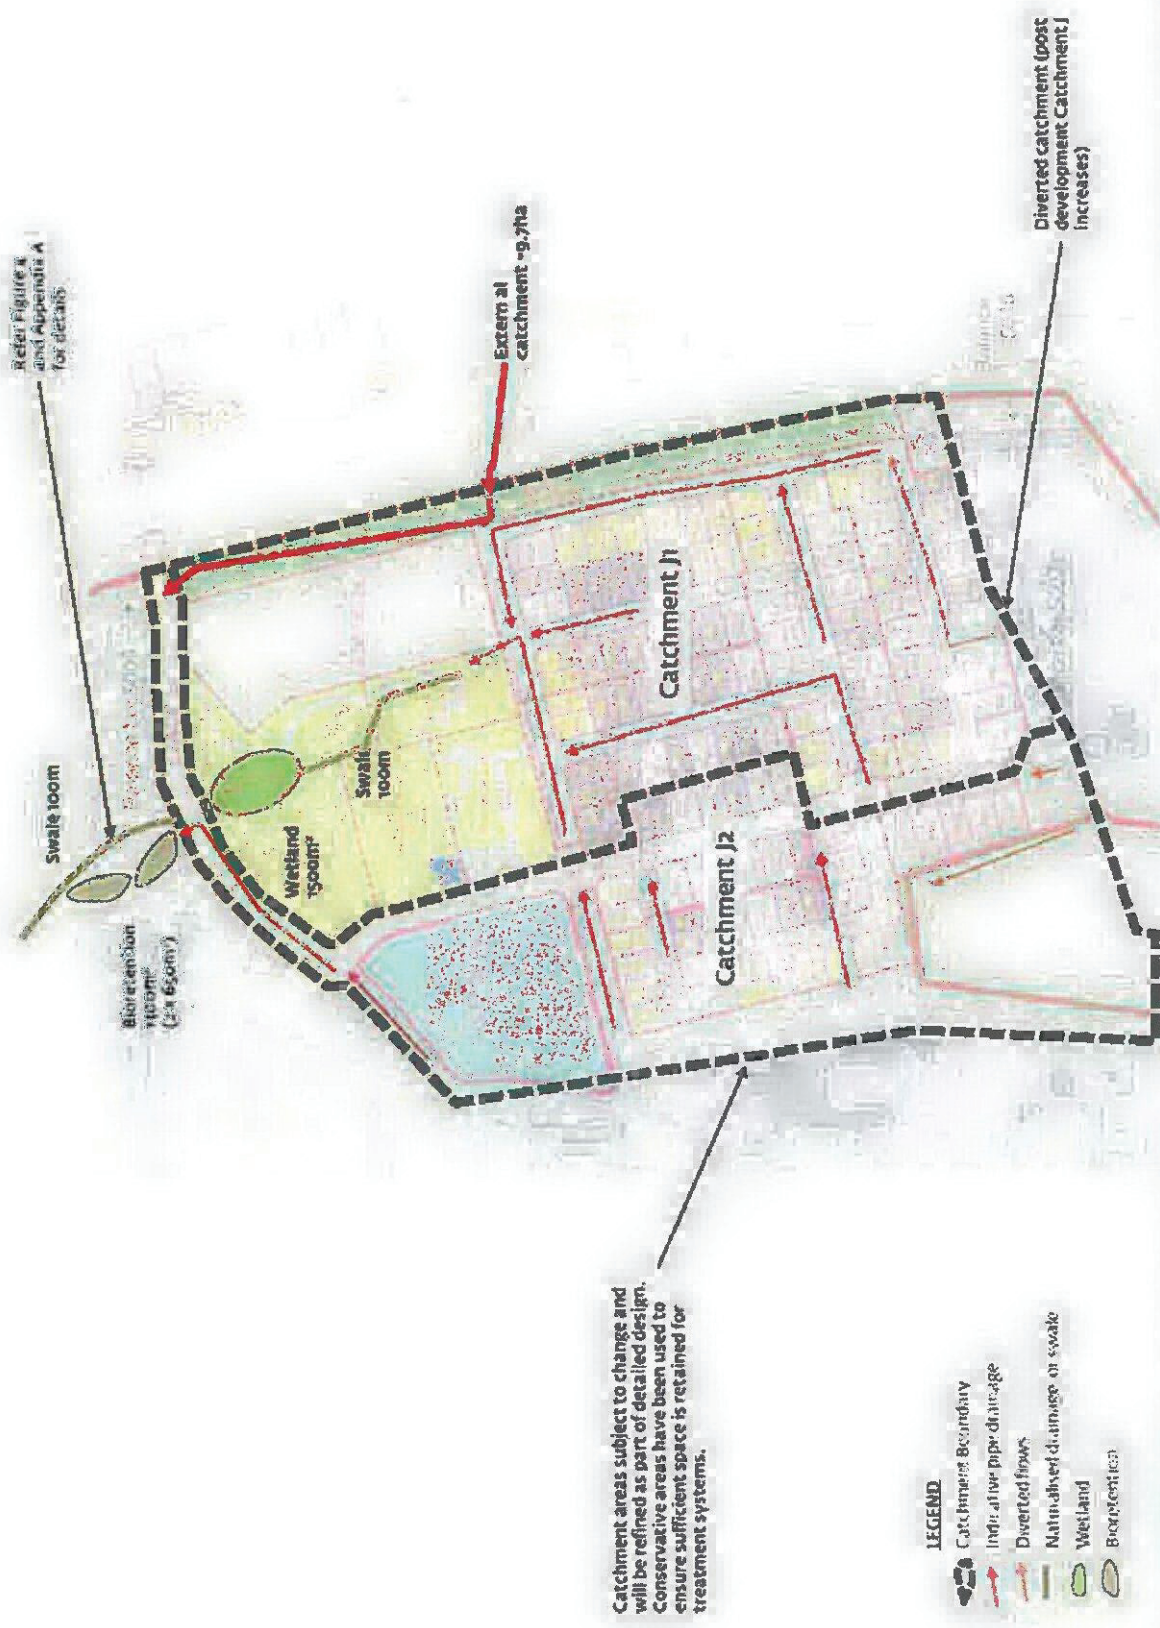 Refer Figure
and Appendix A
for details
Swale 100m
Bioretention
External
catchment ~9.7ha
Diverted catchment (post
development Catchment J
increases)
Swale
100m
Wetland
1500m²
Catchment J1
Catchment J2
Catchment areas subject to change and
will be refined as part of detailed design.
Conservative areas have been used to
ensure sufficient space is retained for
treatment systems.
LEGEND
Catchment Boundary
Indicative pipe drainage
Diverted flows
Naturalised drainage or swale
Wetland
Bioretention